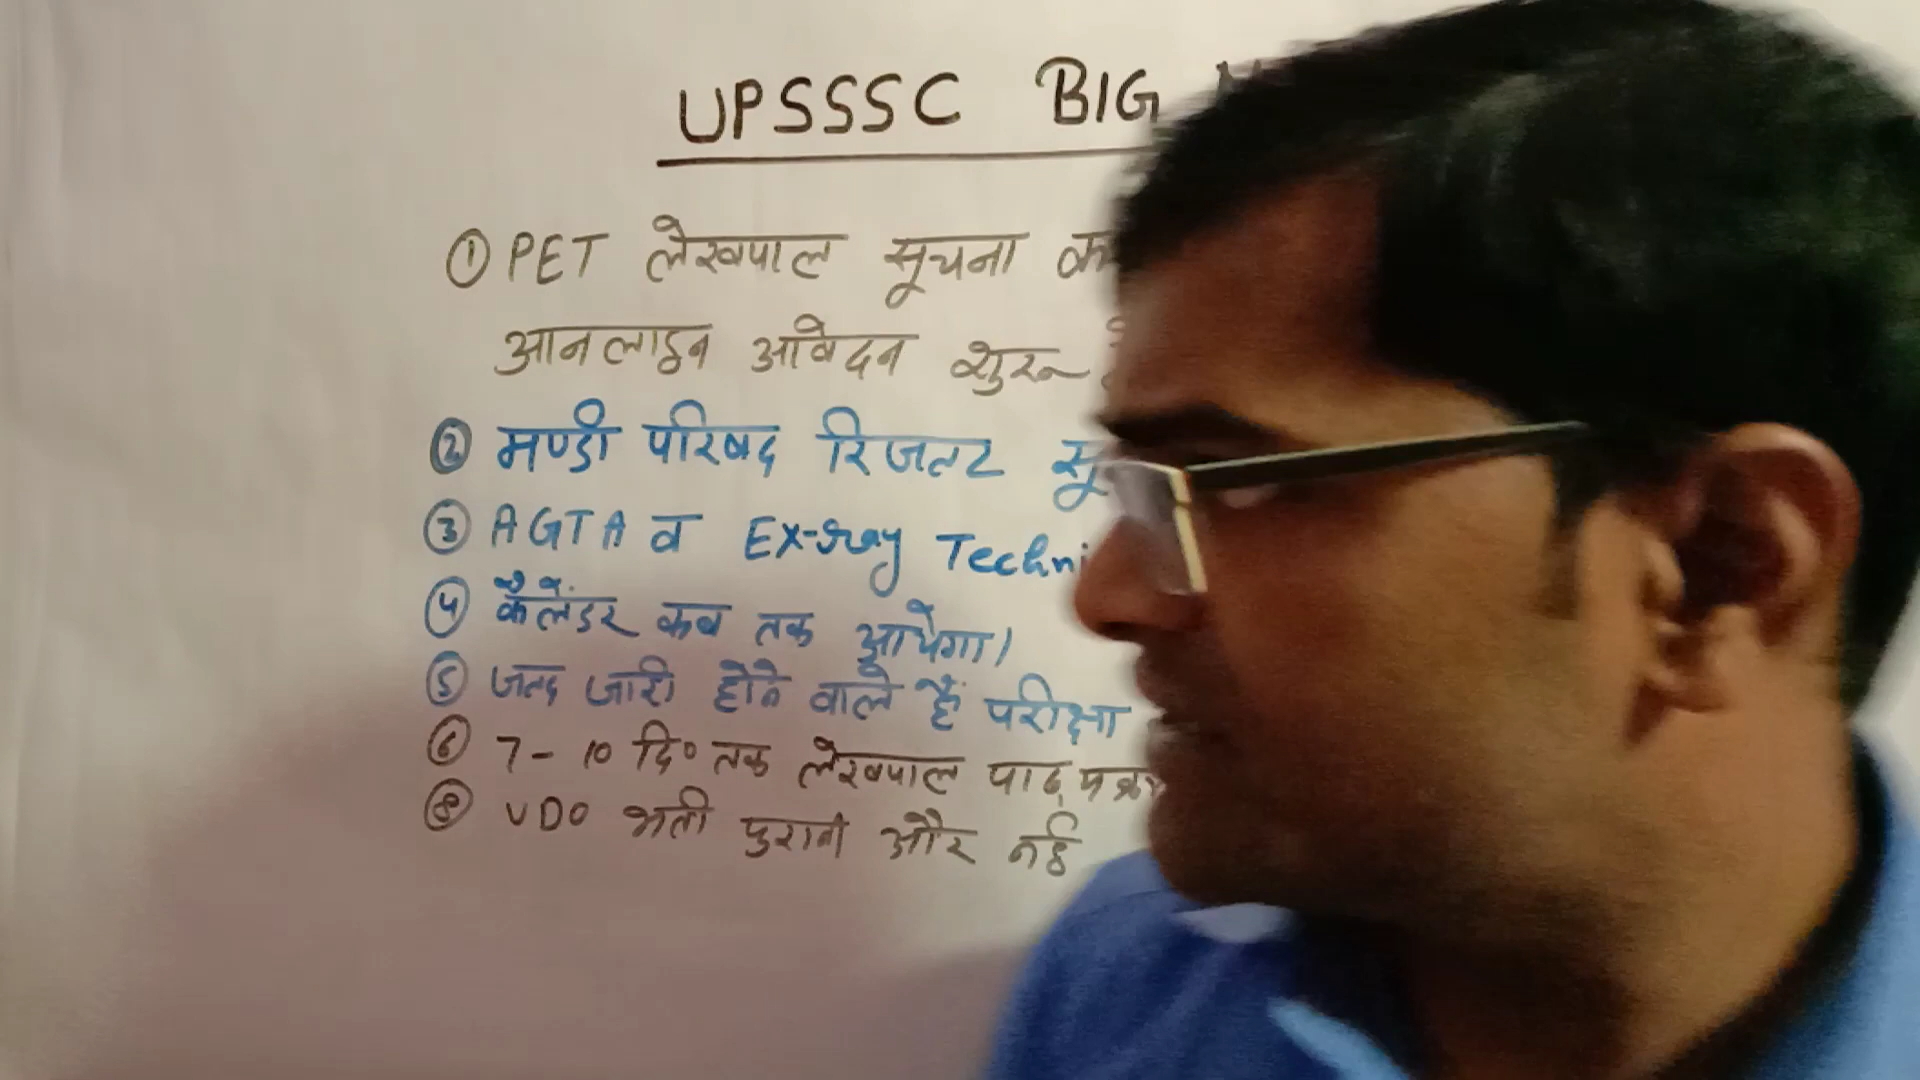 UPSSSC BIG
① PET लेखपाल सूचना
आनलाइन आवेदन शुरू
② मण्डी परिषद रिजल्ट
③ AGTA व Ex-ray Techni
④ कैलेंडर कब तक आयेगा।
⑤ जल्द जारी होने वाले हैं परीक्षा
⑥ 7-10 दि० तक लेखपाल
⑧ VDO भर्ती पुरानी और नई